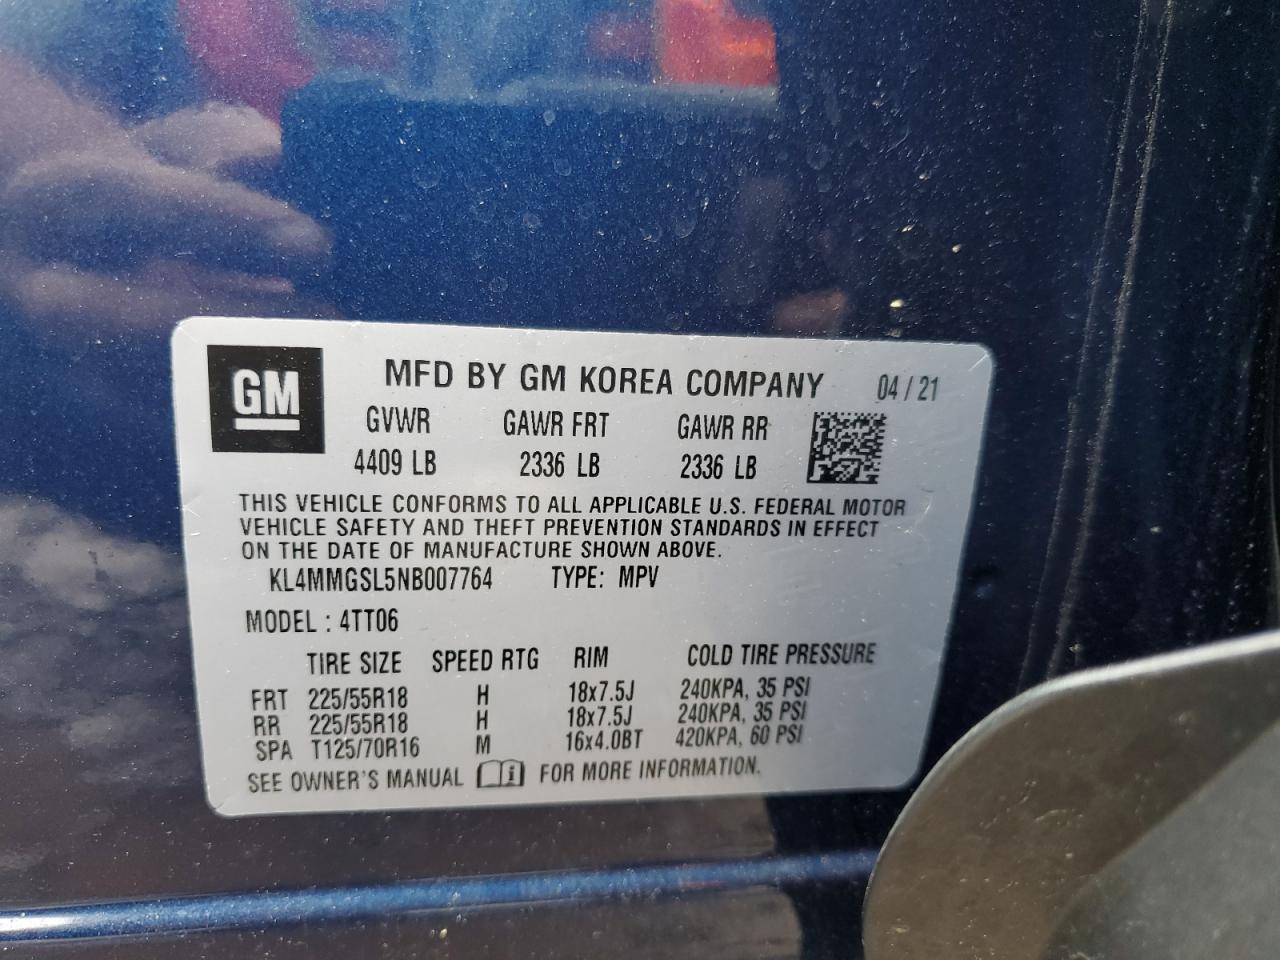 GM
MFD BY GM KOREA COMPANY 04 / 21
GVWR GAWR FRT GAWR RR
4409 LB 2336 LB 2336 LB
THIS VEHICLE CONFORMS TO ALL APPLICABLE U.S. FEDERAL MOTOR
VEHICLE SAFETY AND THEFT PREVENTION STANDARDS IN EFFECT
ON THE DATE OF MANUFACTURE SHOWN ABOVE.
KL4MMGSL5NB007764 TYPE: MPV
MODEL : 4TT06
TIRE SIZE SPEED RTG RIM COLD TIRE PRESSURE
FRT 225/55R18 H 18x7.5J 240KPA, 35 PSI
RR 225/55R18 H 18x7.5J 240KPA, 35 PSI
SPA T125/70R16 M 16x4.0BT 420KPA, 60 PSI
SEE OWNER'S MANUAL FOR MORE INFORMATION.